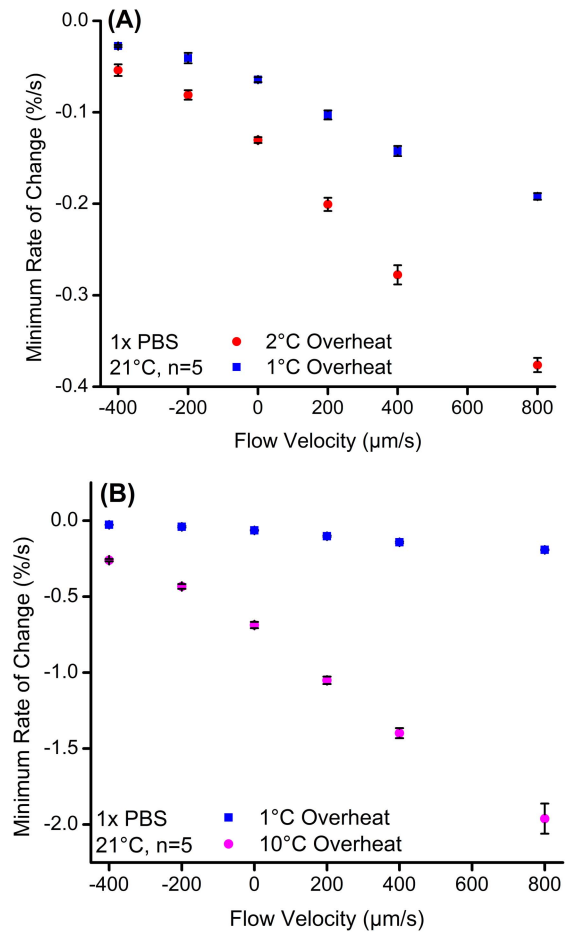 (A)
0.0
-0.1
-0.2
-0.3
-0.4
Minimum Rate of Change (%/s)
1x PBS
2°C Overheat
21°C, n=5
1°C Overheat
-400 -200 0 200 400 600 800
Flow Velocity (μm/s)
(B)
0.0
-0.5
-1.0
-1.5
-2.0
Minimum Rate of Change (%/s)
1x PBS
1°C Overheat
21°C, n=5
10°C Overheat
-400 -200 0 200 400 600 800
Flow Velocity (μm/s)